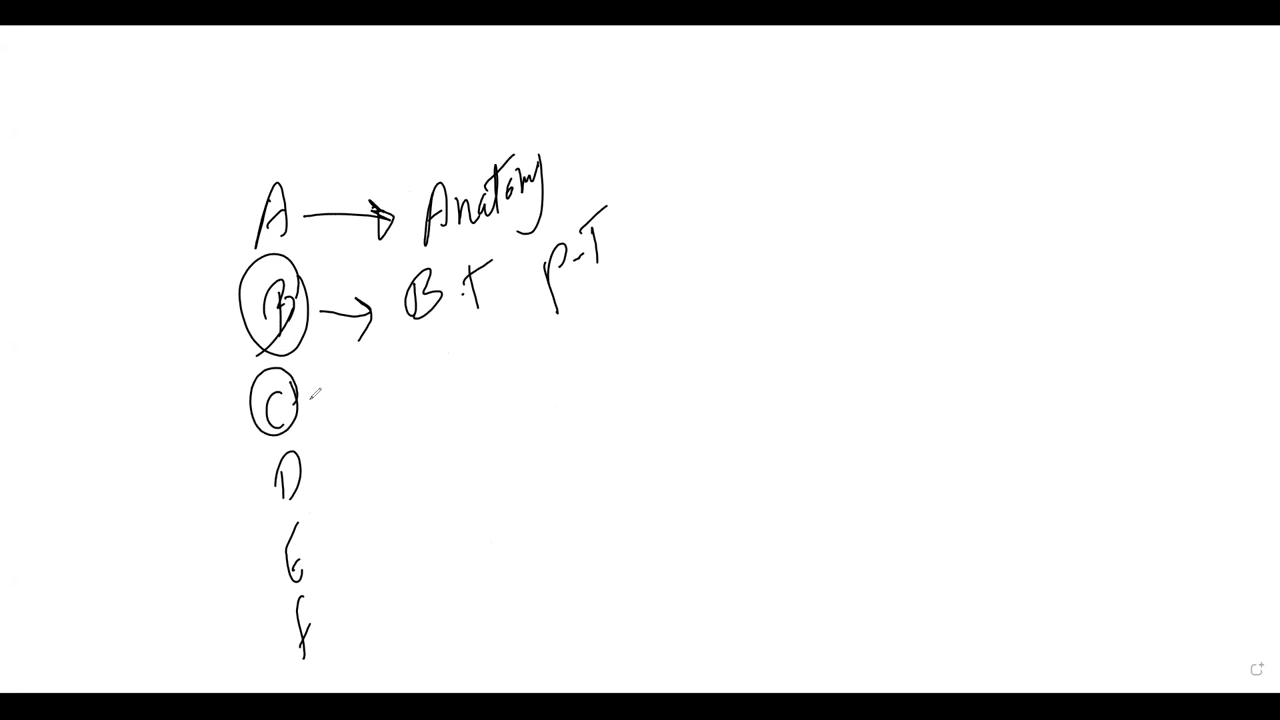 A → Anatomy
B → B.T P-T
C
D
E
F